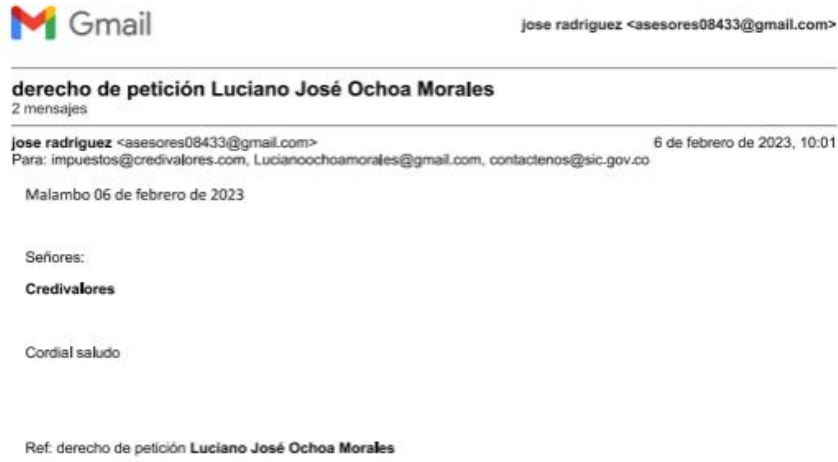 Gmail
jose radriguez <asesores08433@gmail.com>
derecho de petición Luciano José Ochoa Morales
2 mensajes
jose radriguez <asesores08433@gmail.com> 6 de febrero de 2023, 10:01
Para: impuestos@credivalores.com, Lucianoochoamorales@gmail.com, contactenos@sic.gov.co
Malambo 06 de febrero de 2023
Señores:
Credivalores
Cordial saludo
Ref: derecho de petición Luciano José Ochoa Morales